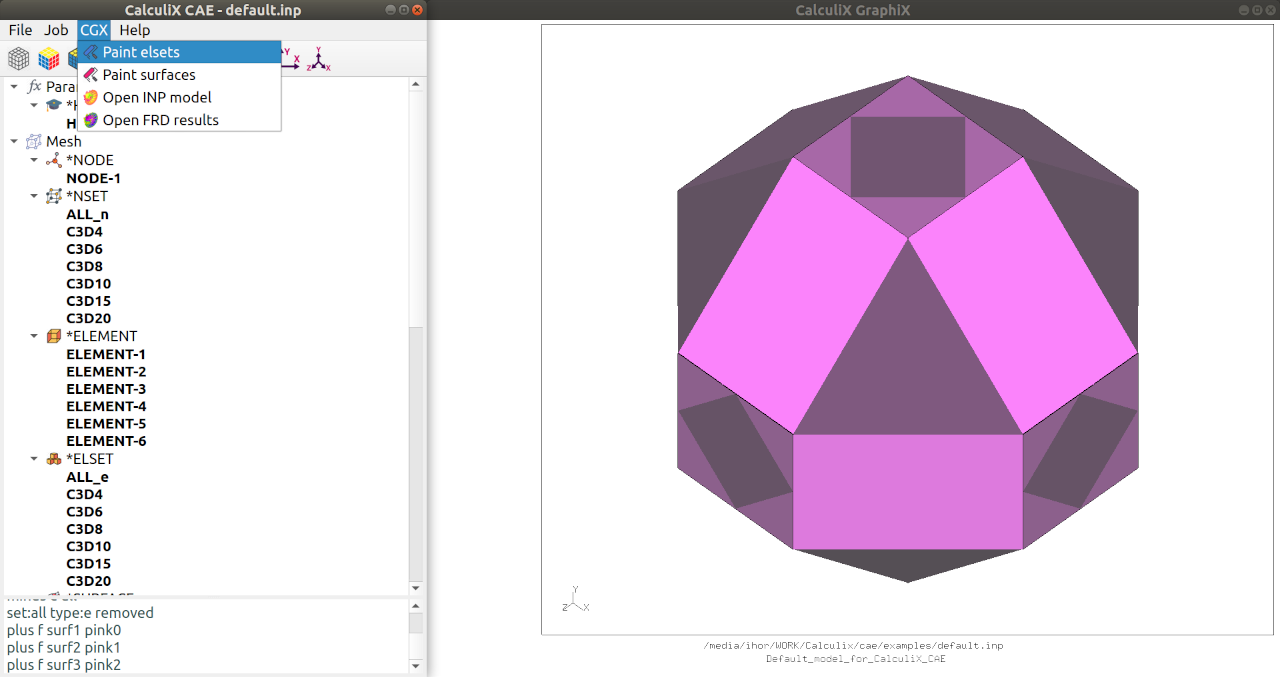 CalculiX CAE - default.inp
File Job CGX Help
Paint elsets
Paint surfaces
Open INP model
Open FRD results
Mesh
*NODE
NODE-1
*NSET
ALL_n
C3D4
C3D6
C3D8
C3D10
C3D15
C3D20
*ELEMENT
ELEMENT-1
ELEMENT-2
ELEMENT-3
ELEMENT-4
ELEMENT-5
ELEMENT-6
*ELSET
ALL_e
C3D4
C3D6
C3D8
C3D10
C3D15
C3D20
set:all type:e removed
plus f surf1 pink0
plus f surf2 pink1
plus f surf3 pink2
CalculiX GraphiX
Y
Z X
/media/ihor/WORK/Calculix/cae/examples/default.inp
Default_model_for_CalculiX_CAE